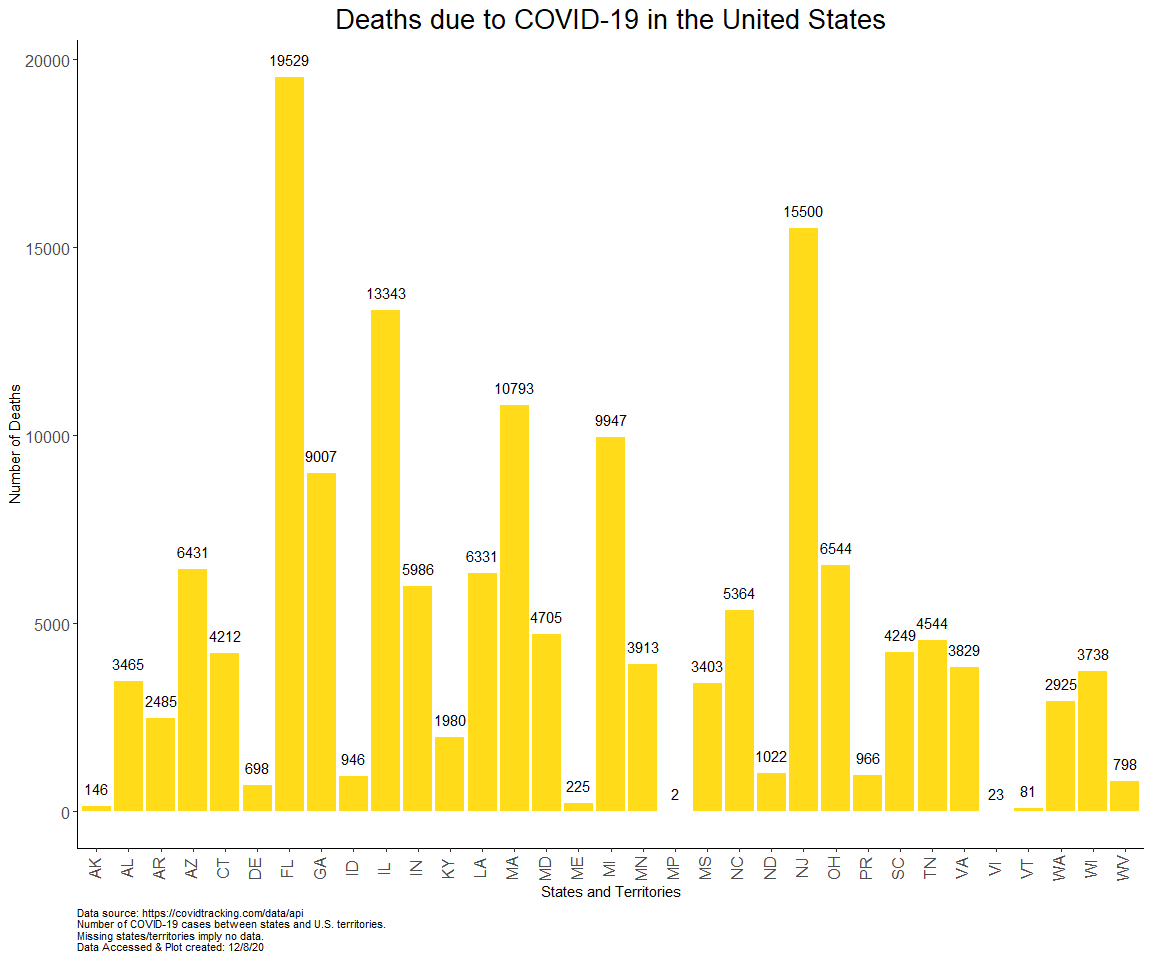 Deaths due to COVID-19 in the United States
Number of Deaths
20000
15000
10000
5000
0
146
3465
2485
6431
4212
698
19529
9007
946
13343
5986
1980
6331
10793
4705
225
9947
3913
2
3403
5364
1022
15500
6544
966
4249
4544
3829
23
81
2925
3738
798
AK
AL
AR
AZ
CT
DE
FL
GA
ID
IL
IN
KY
LA
MA
MD
ME
MI
MN
MP
MS
NC
ND
NJ
OH
PR
SC
TN
VA
VI
VT
WA
WI
WV
States and Territories
Data source: https://covidtracking.com/data/api
Number of COVID-19 cases between states and U.S. territories.
Missing states/territories imply no data.
Data Accessed & Plot created: 12/8/20